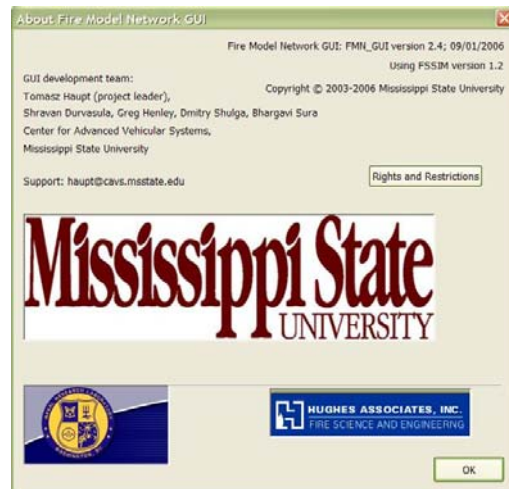 About Fire Model Network GUI
Fire Model Network GUI: FMN_GUI version 2.4; 09/01/2006
Using FSSIM version 1.2
GUI development team:
Copyright © 2003-2006 Mississippi State University
Tomasz Haupt (project leader),
Shravan Durvasula, Greg Henley, Dmitry Shulga, Bhargavi Sura
Center for Advanced Vehicular Systems,
Mississippi State University
Support: haupt@cavs.msstate.edu
Rights and Restrictions
Mississippi State
UNIVERSITY
HUGHES ASSOCIATES, INC.
FIRE SCIENCE AND ENGINEERING
OK